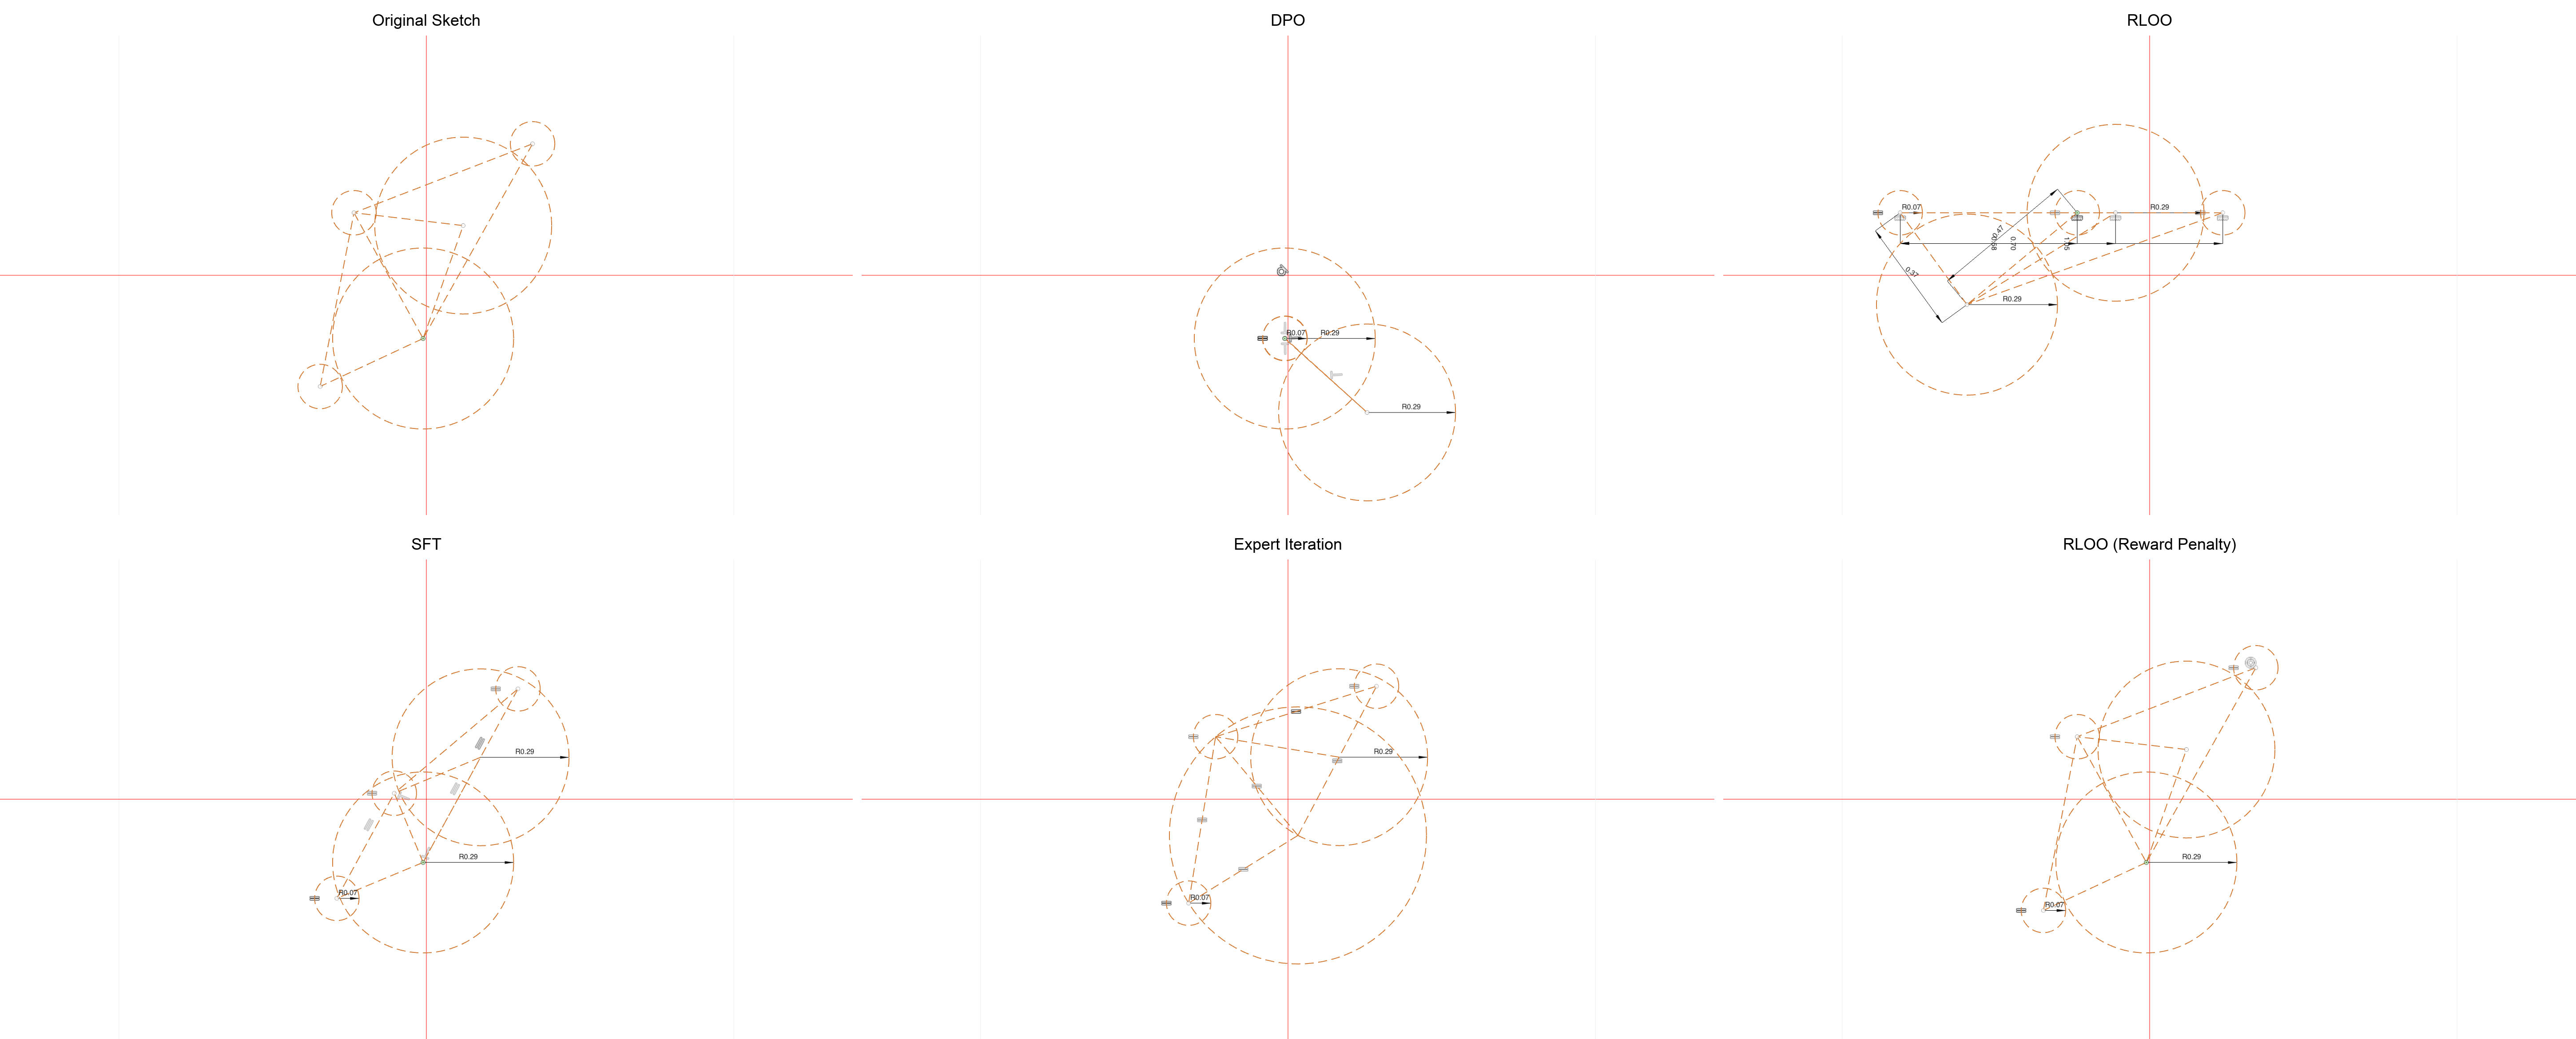 Original Sketch
DPO
R0.07
R0.29
R0.29
RLOO
R0.07
R0.29
0.47
0.70
0.37
R0.29
SFT
R0.29
R0.29
R0.07
Expert Iteration
R0.29
R0.07
RLOO (Reward Penalty)
R0.29
R0.07